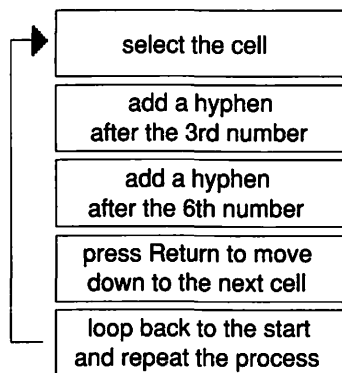 select the cell
add a hyphen
after the 3rd number
add a hyphen
after the 6th number
press Return to move
down to the next cell
loop back to the start
and repeat the process